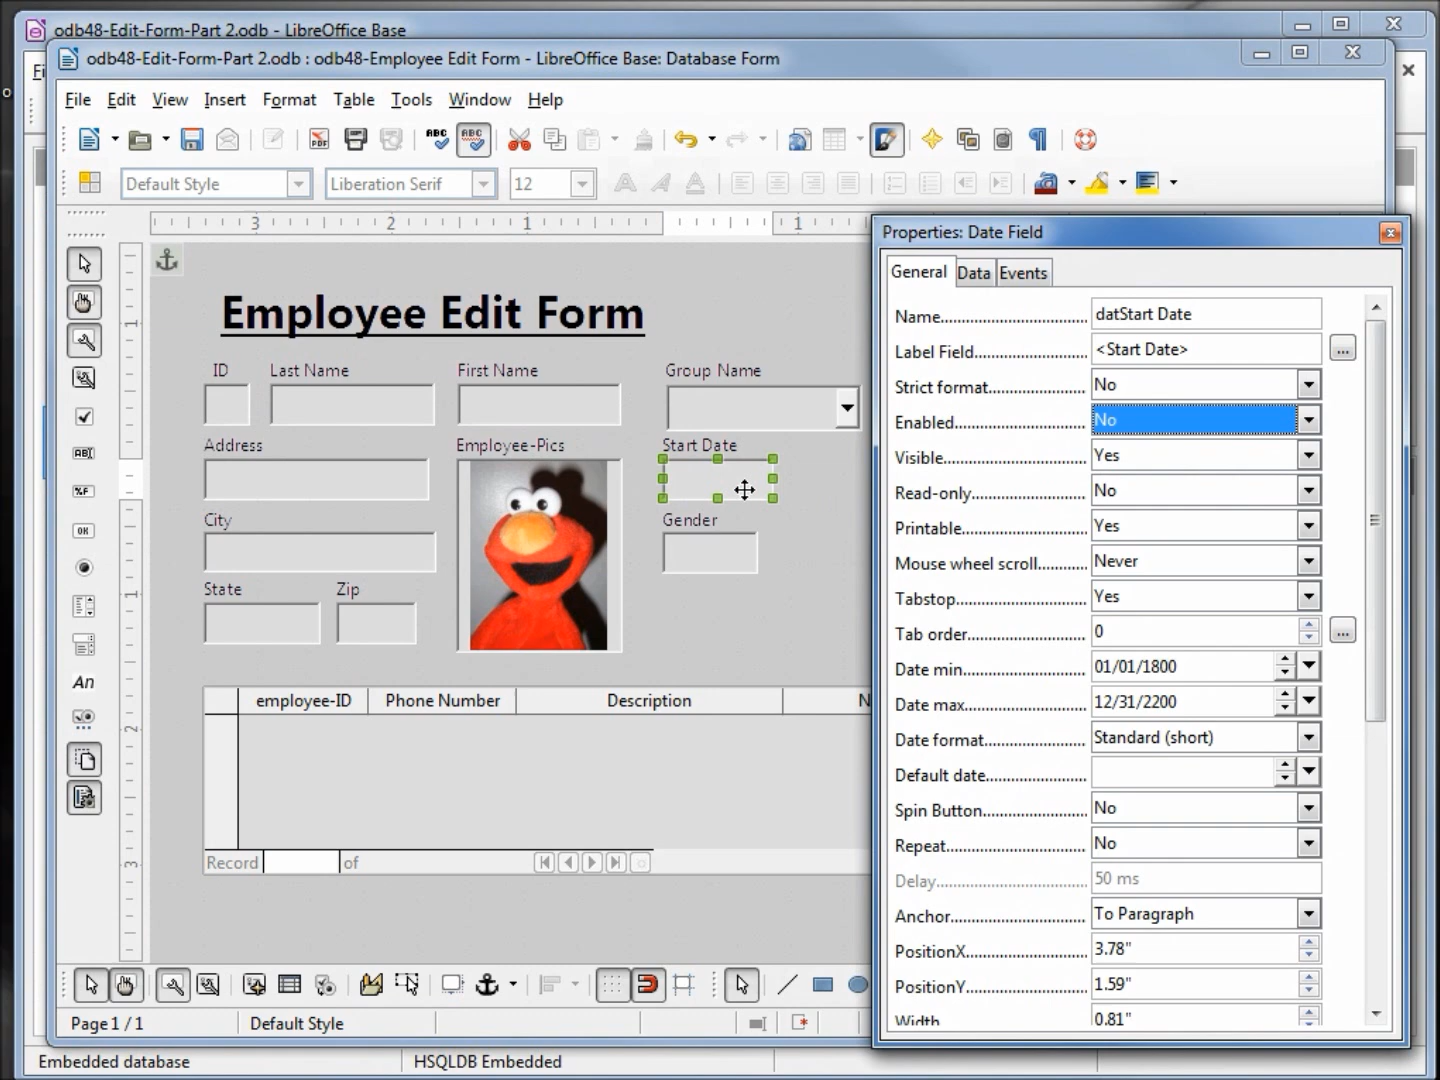 odb48-Edit-Form-Part 2.odb - LibreOffice Base
odb48-Edit-Form-Part 2.odb : odb48-Employee Edit Form - LibreOffice Base: Database Form
File Edit View Insert Format Table Tools Window Help
Default Style Liberation Serif 12
3 2 1 1
Properties: Date Field
General Data Events
Employee Edit Form
ID Last Name First Name Group Name
Address Employee-Pics Start Date
City Gender
State Zip
employee-ID Phone Number Description N
Record of
Name datStart Date
Label Field <Start Date> ...
Strict format No
Enabled No
Visible Yes
Read-only No
Printable Yes
Mouse wheel scroll Never
Tabstop Yes
Tab order 0 ...
Date min 01/01/1800
Date max 12/31/2200
Date format Standard (short)
Default date
Spin Button No
Repeat No
Delay 50 ms
Anchor To Paragraph
PositionX 3.78"
PositionY 1.59"
Width 0.81"
Page 1 / 1 Default Style
Embedded database HSQLDB Embedded